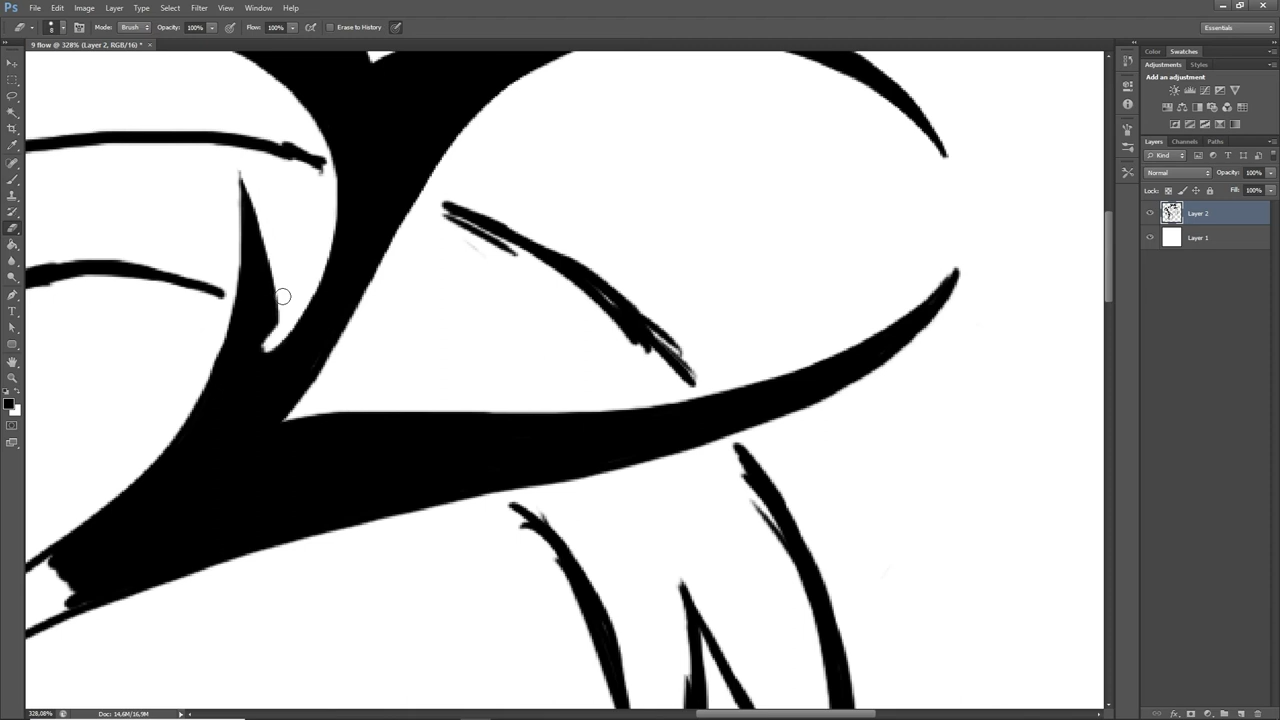 Ps File Edit Image Layer Type Select Filter View Window Help
8 Mode: Brush Opacity: 100% Flow: 100% Erase to History Essentials
9 flow @ 328% (Layer 2, RGB/16) * ×
Color Swatches
Adjustments Styles
Add an adjustment
Layers Channels Paths
Kind
Normal Opacity: 100%
Lock: Fill: 100%
Layer 2
Layer 1
328,08% Doc: 14,6M/16,9M